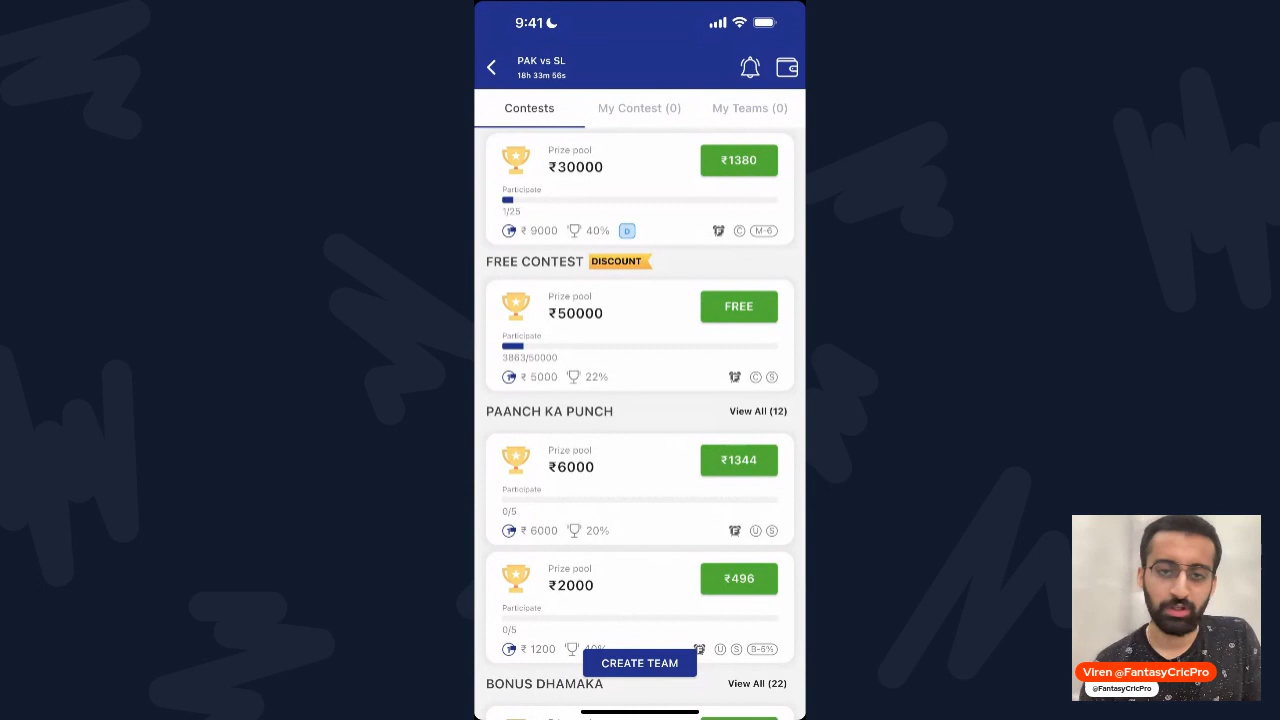 9:41
PAK vs SL
18h 33m 56s
Contests
My Contest (0)
My Teams (0)
Prize pool
₹30000
₹1380
Participate
1/25
₹ 9000
40%
D
C
M-6
FREE CONTEST
DISCOUNT
Prize pool
₹50000
FREE
Participate
3863/50000
₹ 5000
22%
C
S
PAANCH KA PUNCH
View All (12)
Prize pool
₹6000
₹1344
Participate
0/5
₹ 6000
20%
U
S
Prize pool
₹2000
₹496
Participate
0/5
₹ 1200
40%
U
S
B-6%
CREATE TEAM
BONUS DHAMAKA
View All (22)
Viren @FantasyCricPro
@FantasyCricPro